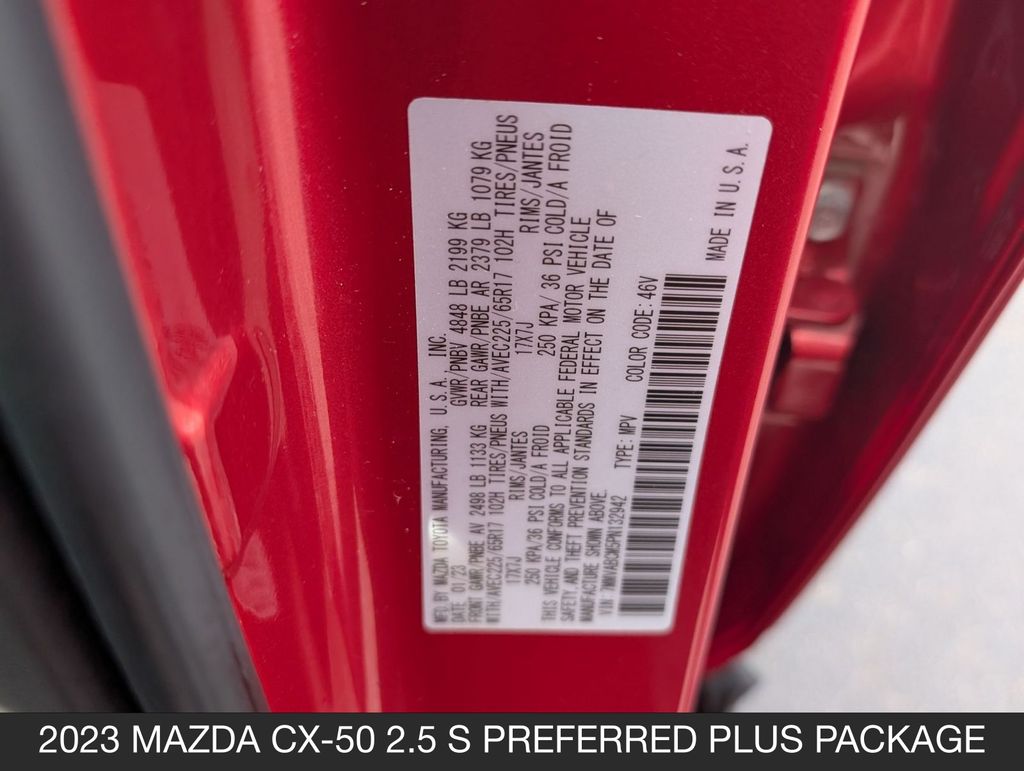 MFD. BY MAZDA TOYOTA MANUFACTURING, U.S.A., INC.
DATE 01/23 GVWR/PNBV 4848 LB 2199 KG
FRONT GAWR/PNBE AV 2498 LB 1133 KG REAR GAWR/PNBE AR 2379 LB 1079 KG
WITH/AVEC225/65R17 102H TIRES/PNEUS WITH/AVEC225/65R17 102H TIRES/PNEUS
17X7J RIMS/JANTES 17X7J RIMS/JANTES
250 KPA/36 PSI COLD/A FROID 250 KPA/ 36 PSI COLD/A FROID
THIS VEHICLE CONFORMS TO ALL APPLICABLE FEDERAL MOTOR VEHICLE
SAFETY, AND THEFT PREVENTION STANDARDS IN EFFECT ON THE DATE OF
MANUFACTURE SHOWN ABOVE.
VIN: TYPE: MPV COLOR CODE: 46V
MADE IN U.S.A.
2023 MAZDA CX-50 2.5 S PREFERRED PLUS PACKAGE